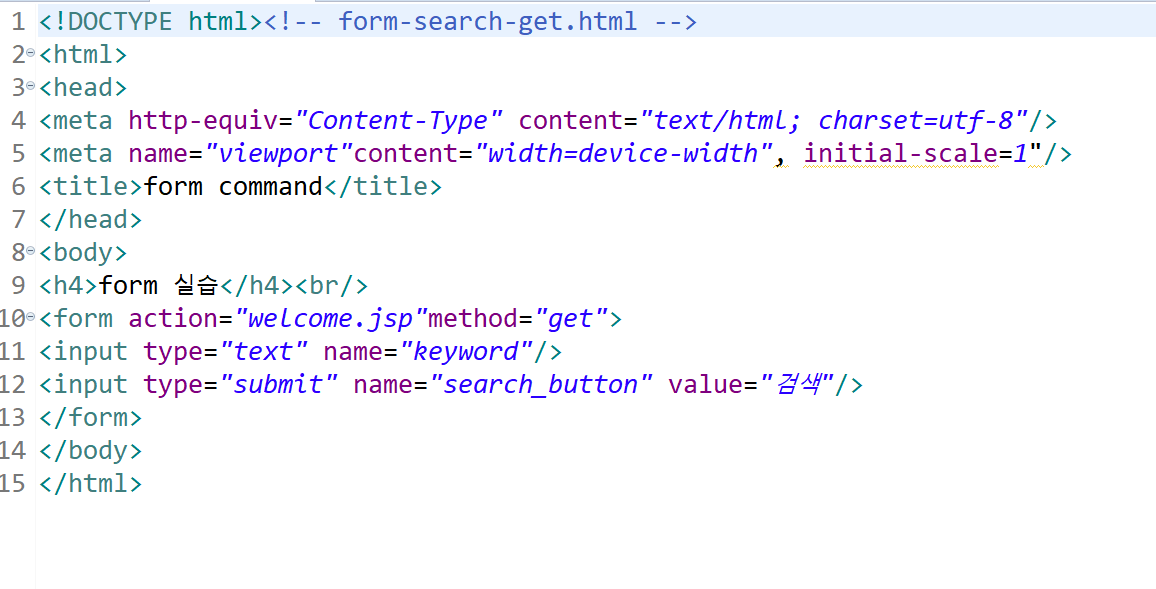 1 <!DOCTYPE html><!-- form-search-get.html -->
2 <html>
3 <head>
4 <meta http-equiv="Content-Type" content="text/html; charset=utf-8"/>
5 <meta name="viewport"content="width=device-width", initial-scale=1"/>
6 <title>form command</title>
7 </head>
8 <body>
9 <h4>form 실습</h4><br/>
10 <form action="welcome.jsp"method="get">
11 <input type="text" name="keyword"/>
12 <input type="submit" name="search_button" value="검색"/>
13 </form>
14 </body>
15 </html>